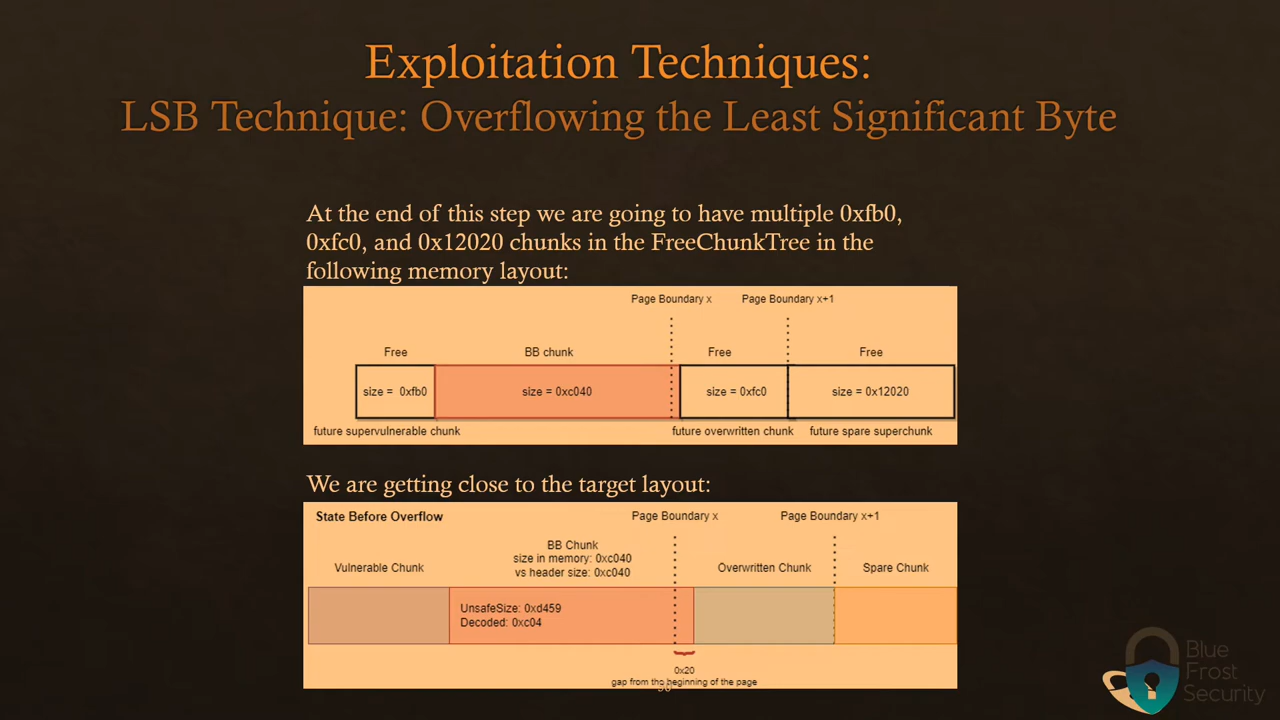 Exploitation Techniques:
LSB Technique: Overflowing the Least Significant Byte
At the end of this step we are going to have multiple 0xfb0,
0xfc0, and 0x12020 chunks in the FreeChunkTree in the
following memory layout:
Page Boundary x Page Boundary x+1
Free BB chunk Free Free
size = 0xfb0 size = 0xc040 size = 0xfc0 size = 0x12020
future supervulnerable chunk future overwritten chunk future spare superchunk
We are getting close to the target layout:
State Before Overflow Page Boundary x Page Boundary x+1
BB Chunk
size in memory: 0xc040
vs header size: 0xc040
Vulnerable Chunk Overwritten Chunk Spare Chunk
UnsafeSize: 0xd459
Decoded: 0xc04
0x20
gap from the beginning of the page
Blue
Frost
Security